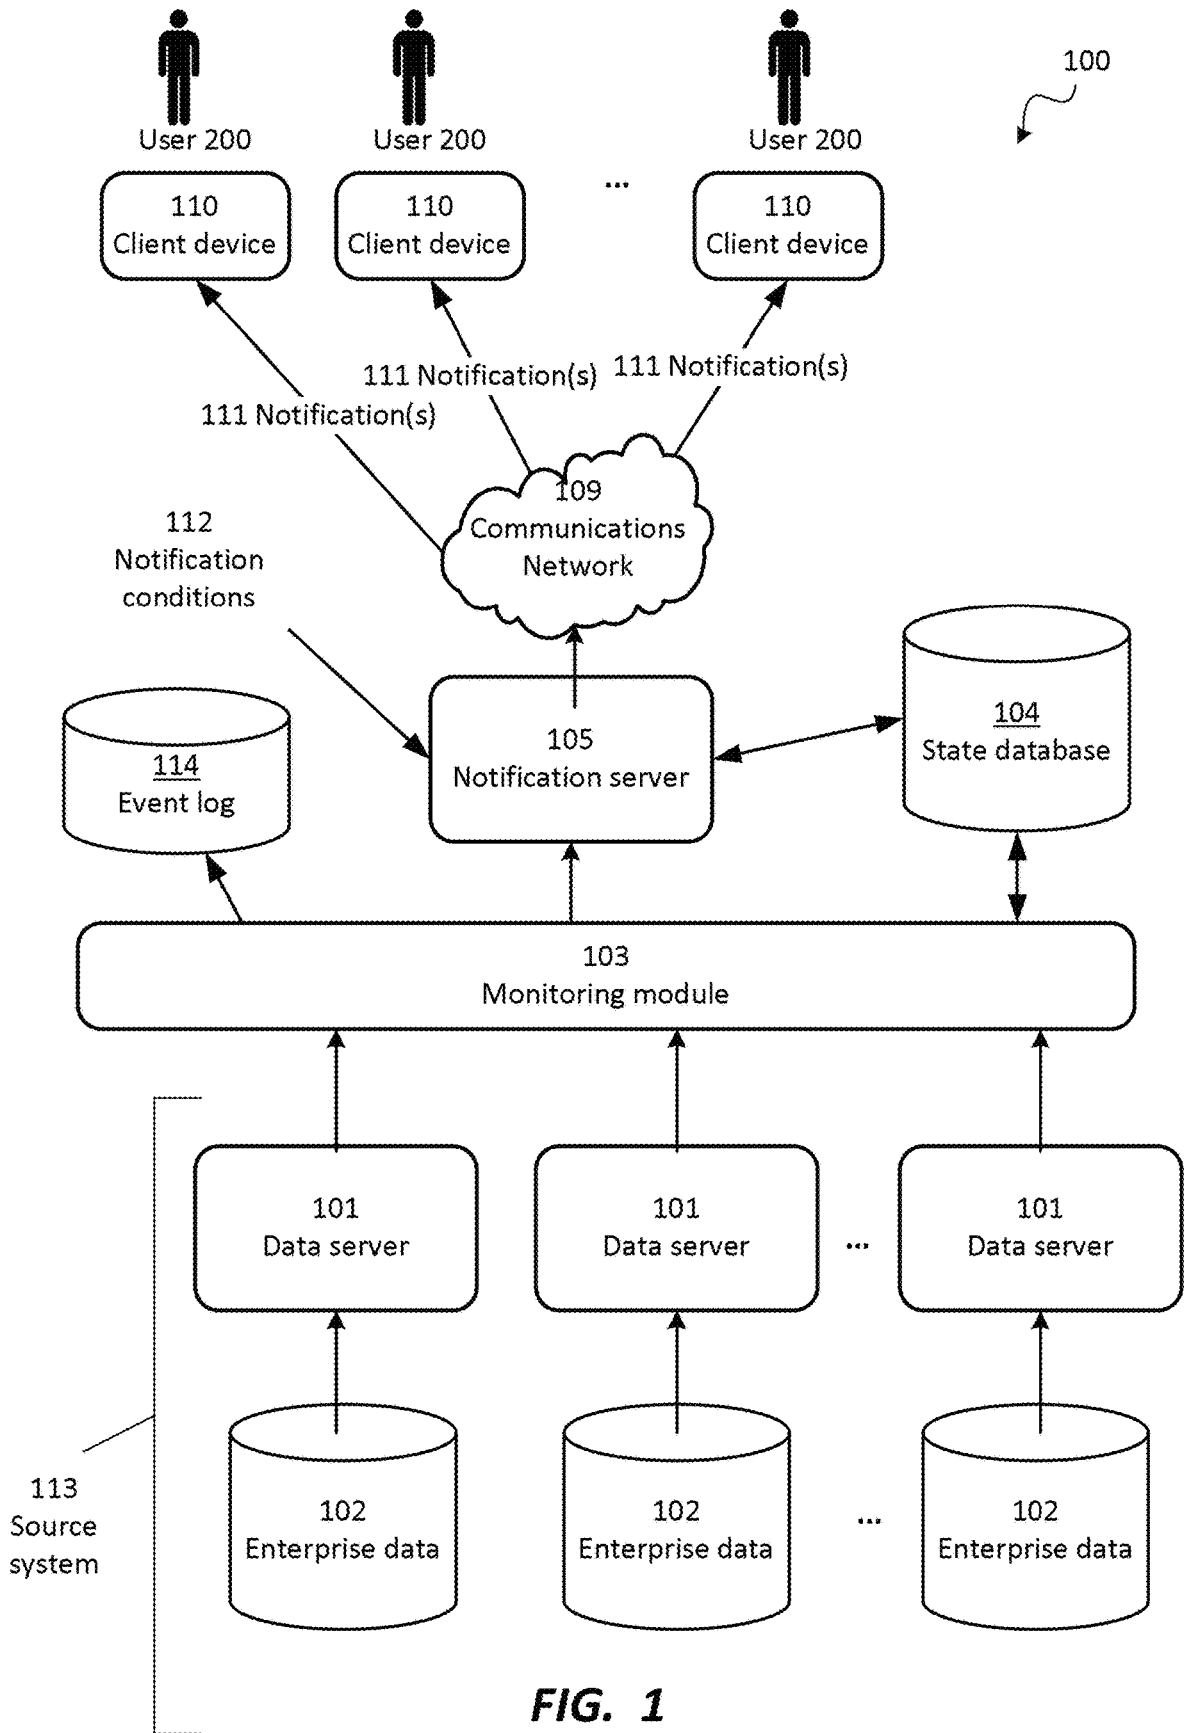 100
User 200
User 200
User 200
110
Client device
110
Client device
...
110
Client device
111 Notification(s)
111 Notification(s)
111 Notification(s)
109
Communications
Network
112
Notification
conditions
105
Notification server
104
State database
114
Event log
103
Monitoring module
101
Data server
101
Data server
...
101
Data server
102
Enterprise data
102
Enterprise data
...
102
Enterprise data
113
Source
system
FIG. 1